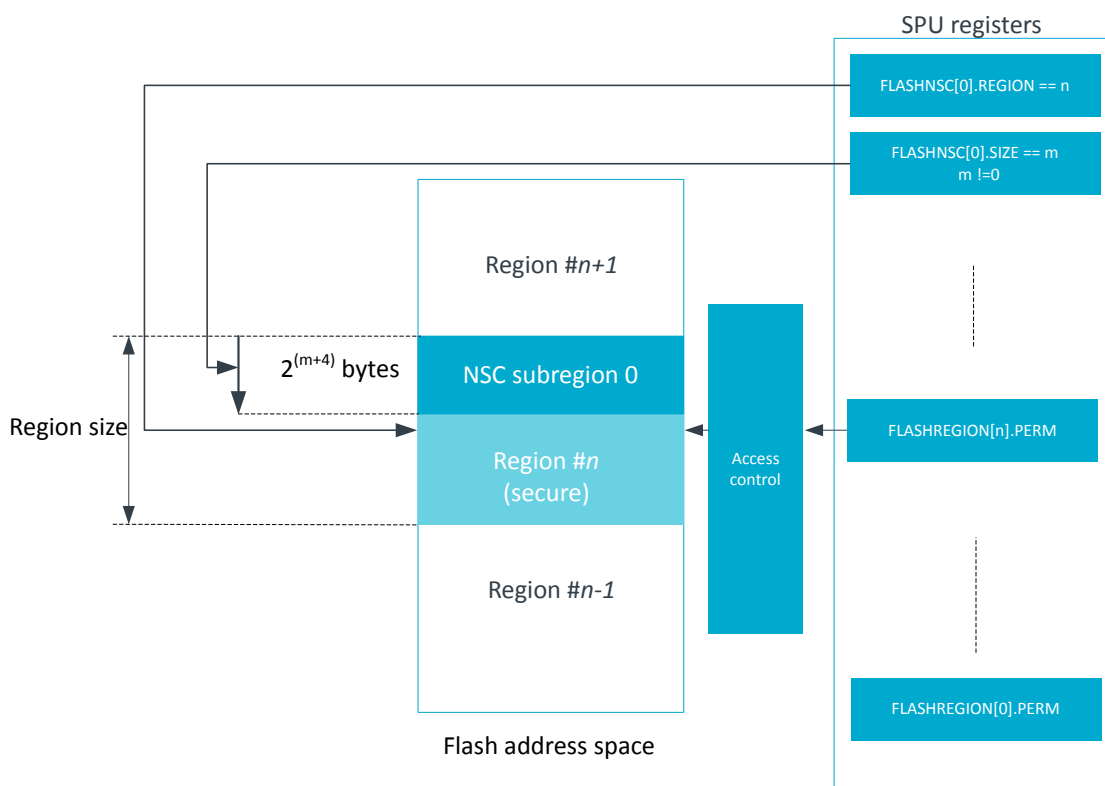 SPU registers
FLASHNSC[0].REGION == n
FLASHNSC[0].SIZE == m
m !=0
Region #n+1
2^(m+4) bytes
NSC subregion 0
Region size
Region #n
(secure)
Access
control
FLASHREGION[n].PERM
Region #n-1
FLASHREGION[0].PERM
Flash address space